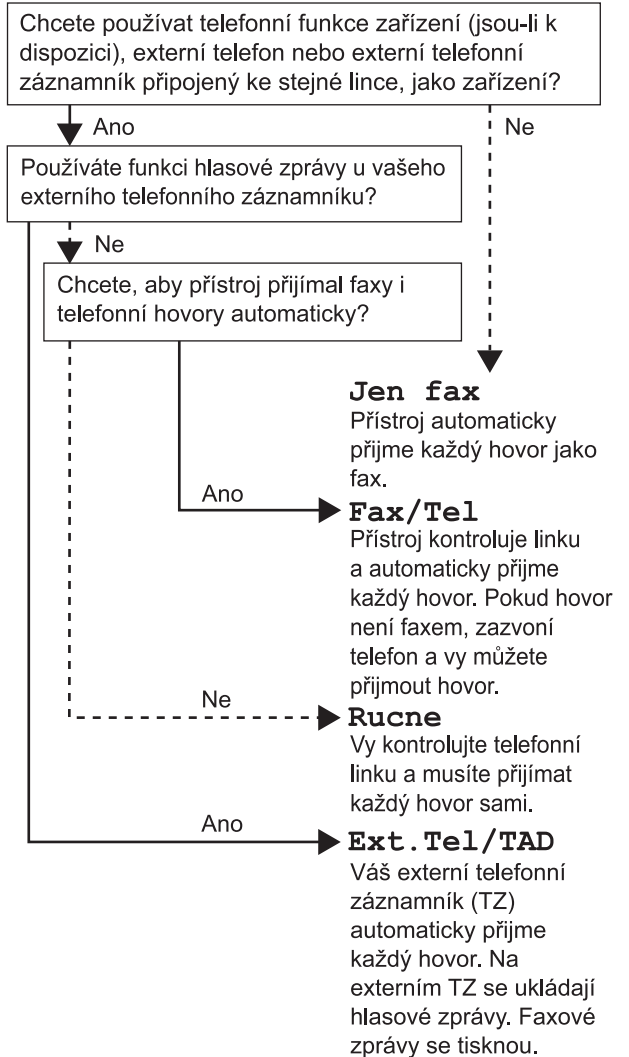 Chcete používat telefonní funkce zařízení (jsou-li k
dispozici), externí telefon nebo externí telefonní
záznamník připojený ke stejné lince, jako zařízení?
Ano
Ne
Používáte funkci hlasové zprávy u vašeho
externího telefonního záznamníku?
Ne
Chcete, aby přístroj přijímal faxy i
telefonní hovory automaticky?
Jen fax
Přístroj automaticky
přijme každý hovor jako
fax.
Ano
Fax/Tel
Přístroj kontroluje linku
a automaticky přijme
každý hovor. Pokud hovor
není faxem, zazvoní
telefon a vy můžete
přijmout hovor.
Ne
Rucne
Vy kontrolujte telefonní
linku a musíte přijímat
každý hovor sami.
Ano
Ext.Tel/TAD
Váš externí telefonní
záznamník (TZ)
automaticky přijme
každý hovor. Na
externím TZ se ukládají
hlasové zprávy. Faxové
zprávy se tisknou.